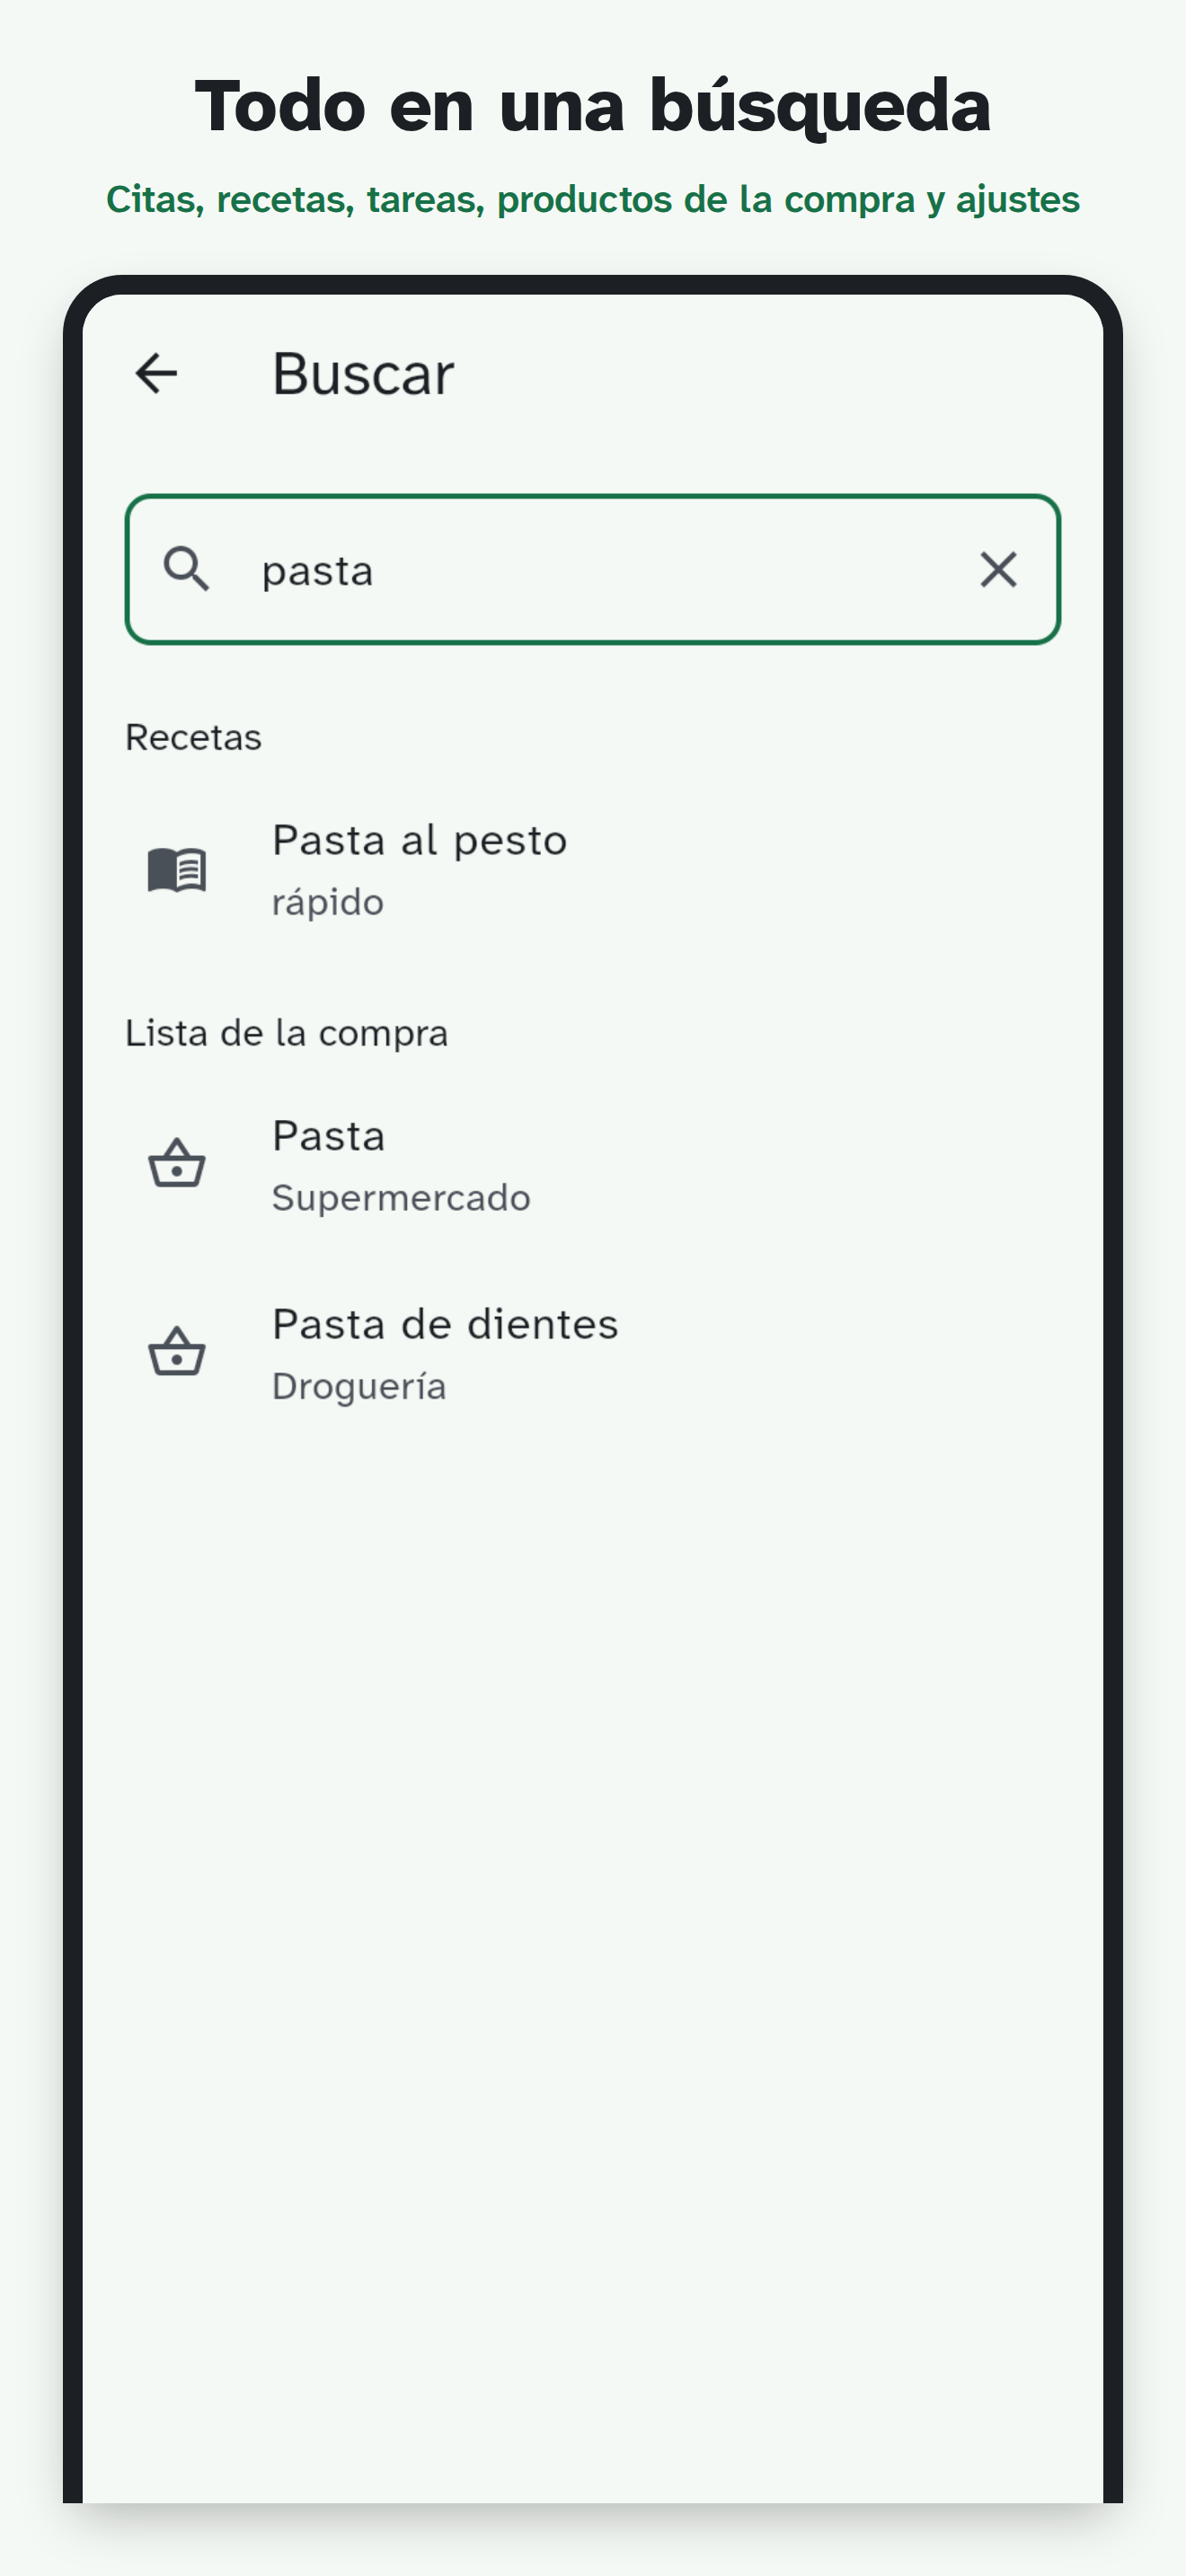 Todo en una búsqueda
Citas, recetas, tareas, productos de la compra y ajustes
Buscar
pasta
Recetas
Pasta al pesto
rápido
Lista de la compra
Pasta
Supermercado
Pasta de dientes
Droguería